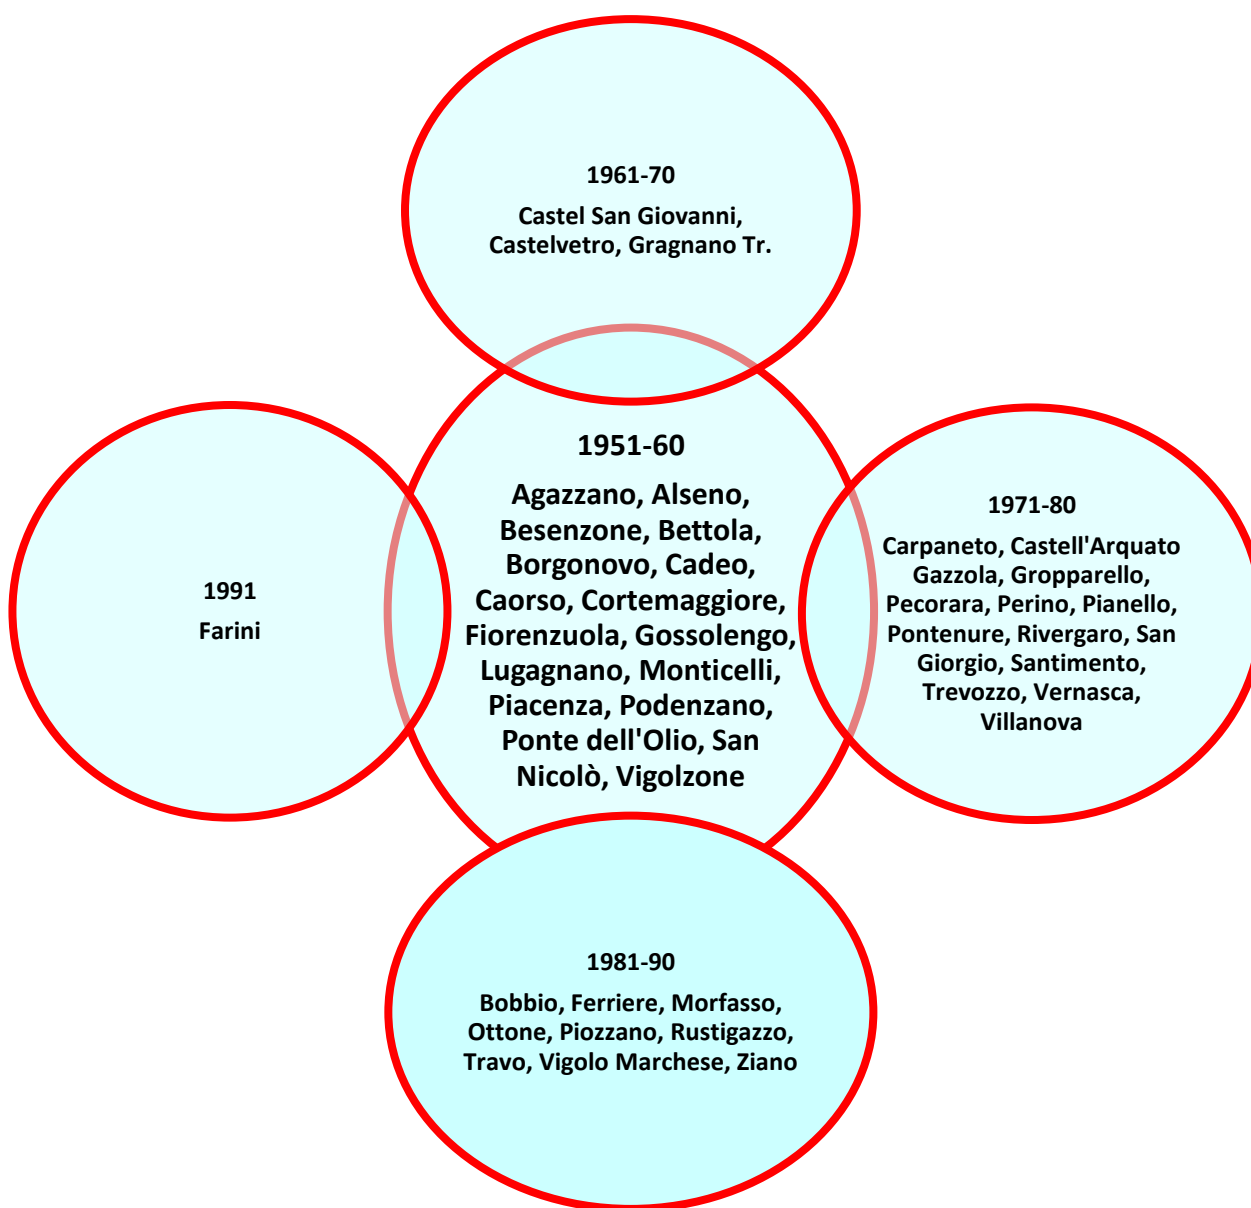 1961-70
Castel San Giovanni,
Castelvetro, Gragnano Tr.
1951-60
Agazzano, Alseno,
Besenzone, Bettola,
Borgonovo, Cadeo,
Caorso, Cortemaggiore,
Fiorenzuola, Gossolengo,
Lugagnano, Monticelli,
Piacenza, Podenzano,
Ponte dell'Olio, San
Nicolò, Vigolzone
1971-80
Carpaneto, Castell'Arquato
Gazzola, Gropparello,
Pecorara, Perino, Pianello,
Pontenure, Rivergaro, San
Giorgio, Santimento,
Trevozzo, Vernasca,
Villanova
1991
Farini
1981-90
Bobbio, Ferriere, Morfasso,
Ottone, Piozzano, Rustigazzo,
Travo, Vigolo Marchese, Ziano